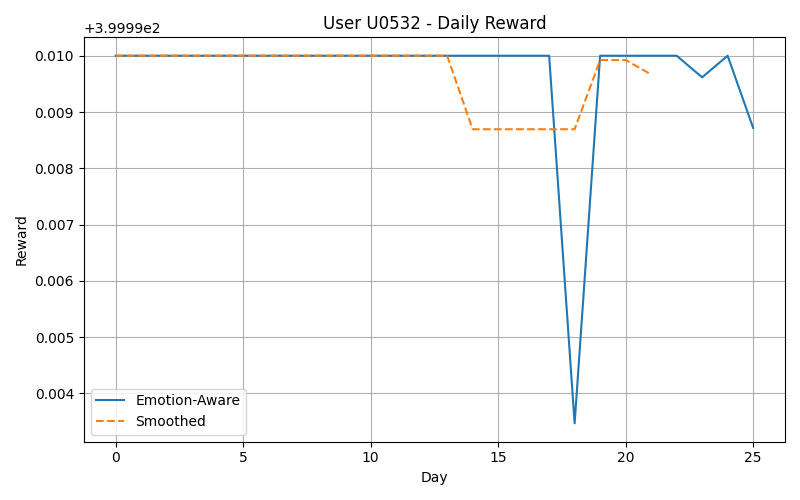 User U0532 - Daily Reward
+3.9999e2
0.010
0.009
0.008
0.007
0.006
0.005
0.004
Reward
Emotion-Aware
Smoothed
0 5 10 15 20 25
Day